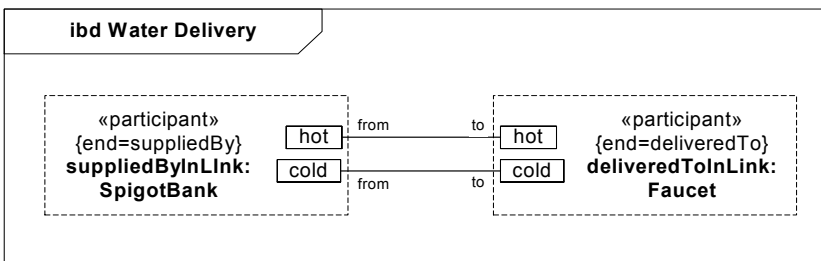 ibd Water Delivery
«participant»
{end=suppliedBy}
suppliedByInLInk:
SpigotBank
hot
cold
from
to
from
to
hot
cold
«participant»
{end=deliveredTo}
deliveredToInLink:
Faucet